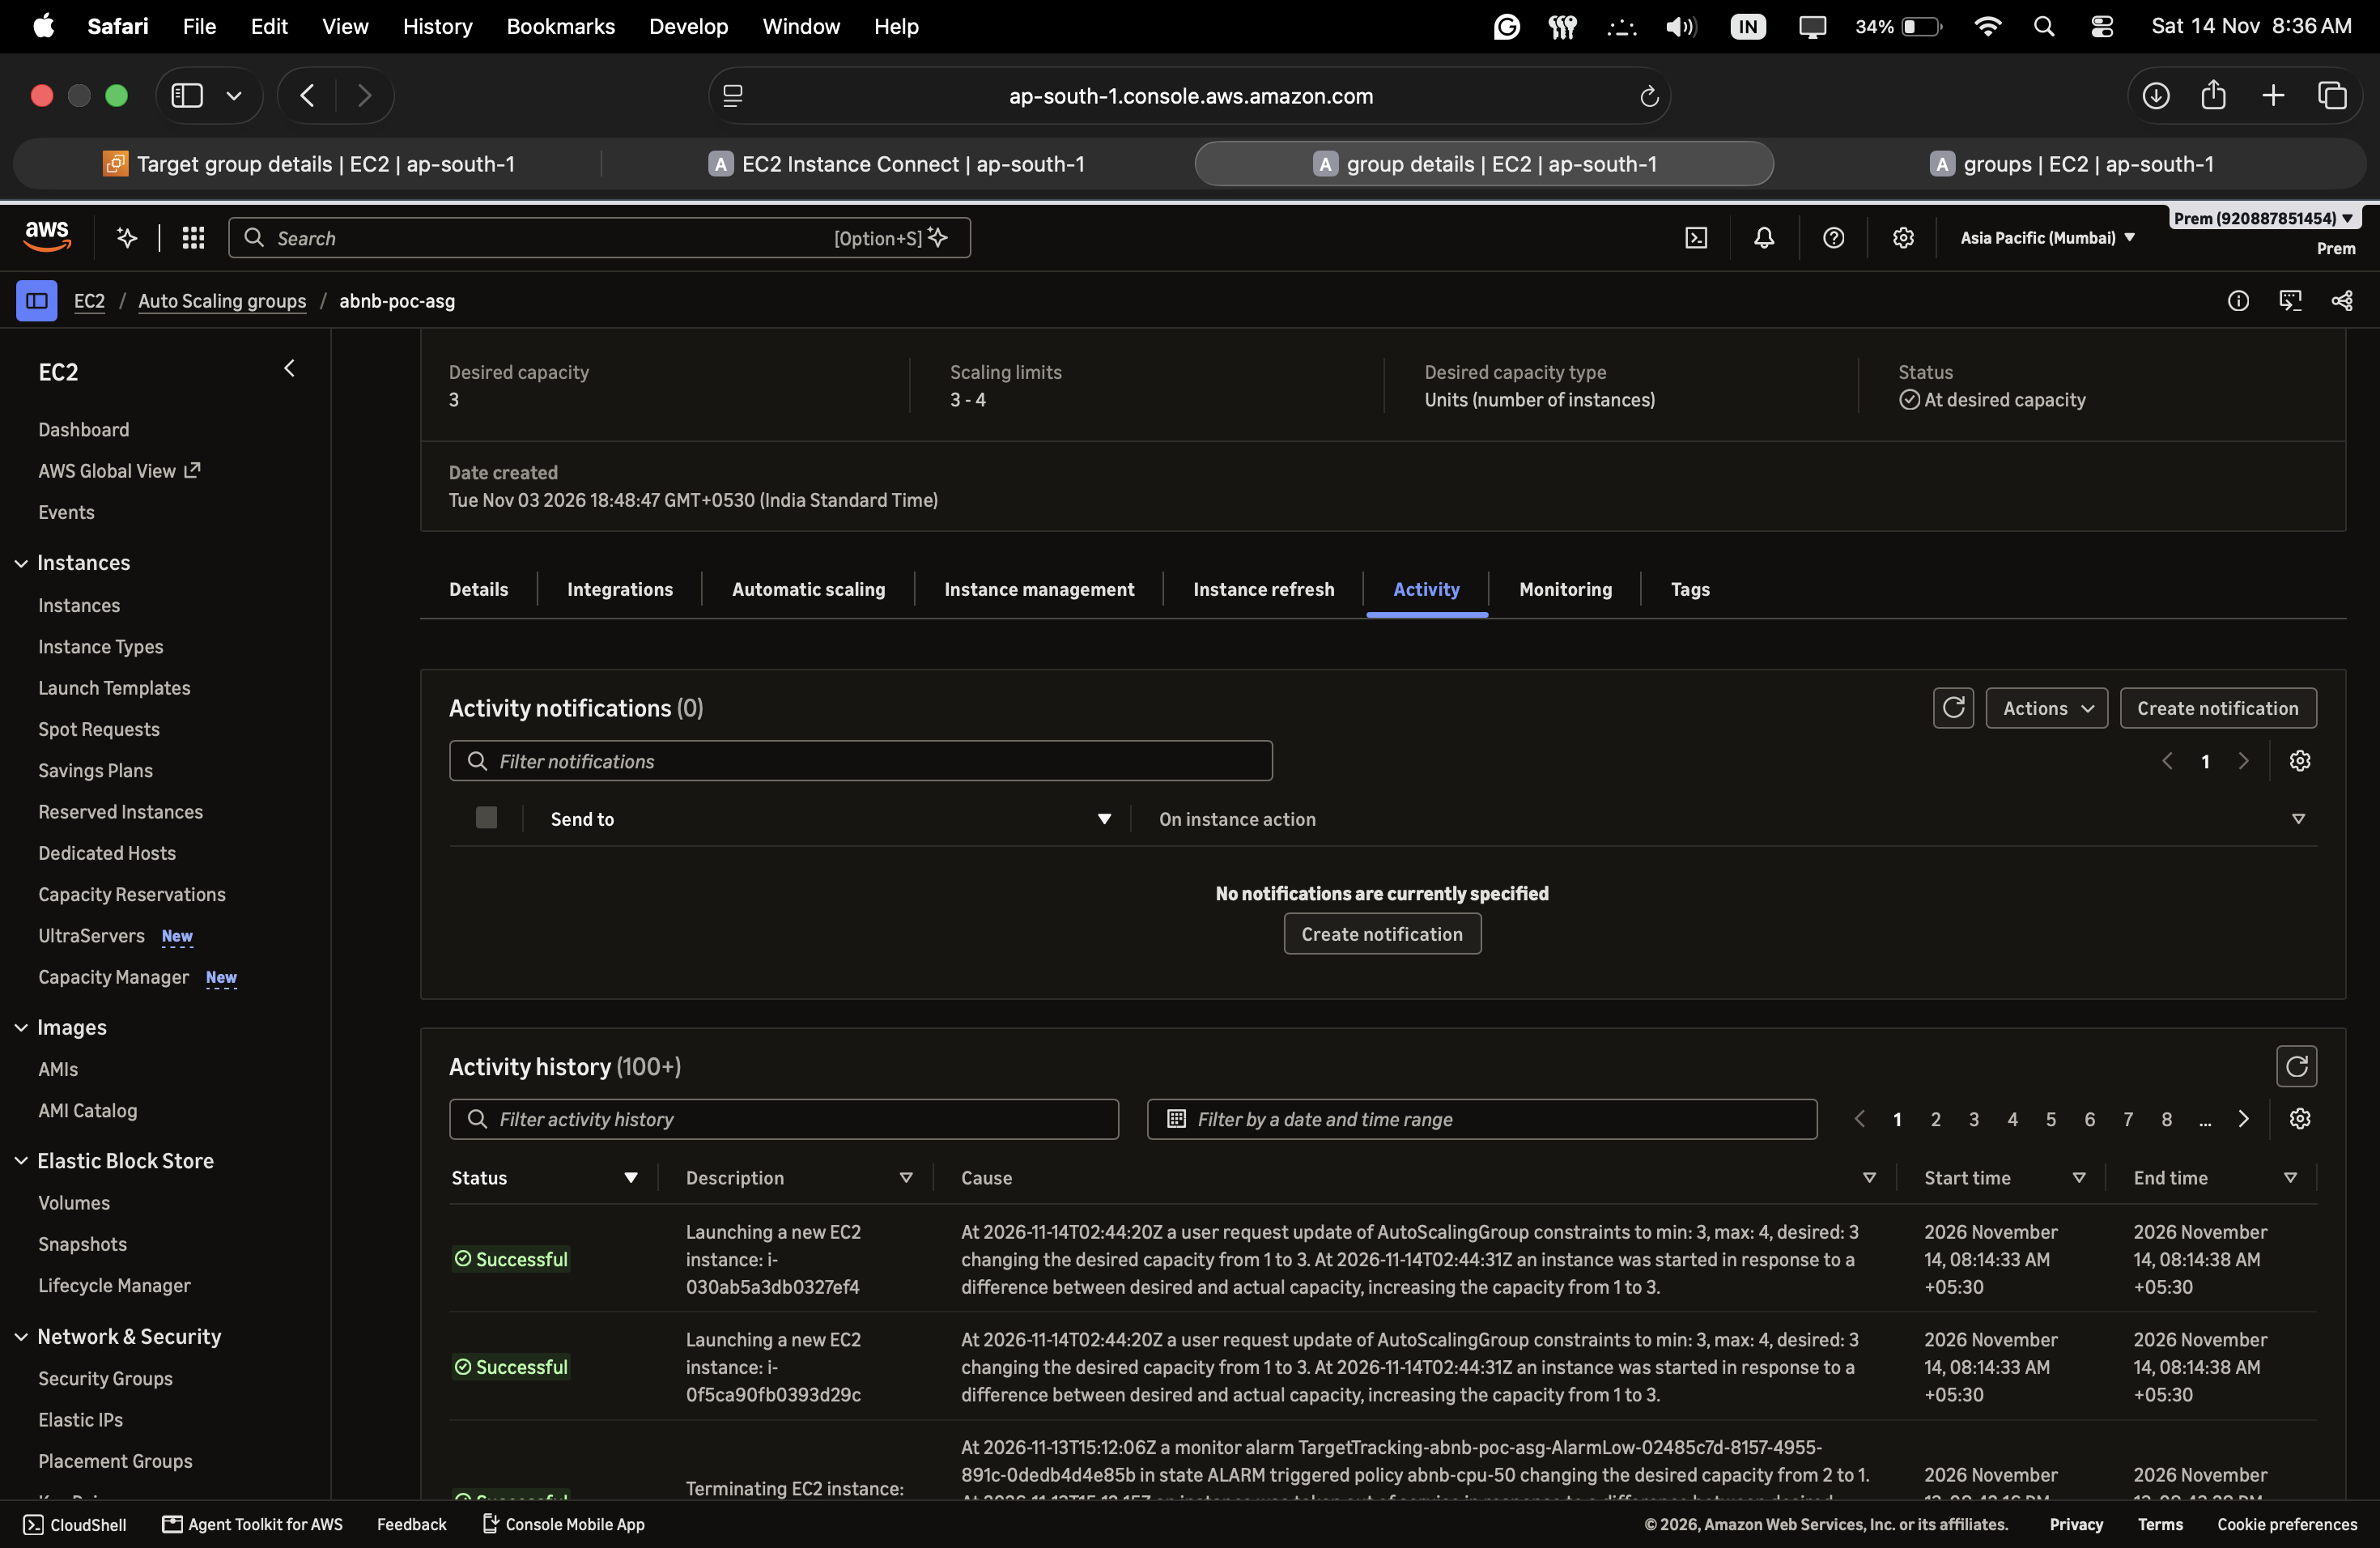 Safari File Edit View History Bookmarks Develop Window Help IN 34% Sat 14 Nov 8:36 AM
ap-south-1.console.aws.amazon.com
Target group details | EC2 | ap-south-1
A EC2 Instance Connect | ap-south-1
A group details | EC2 | ap-south-1
A groups | EC2 | ap-south-1
aws Search [Option+S] Asia Pacific (Mumbai) Prem (920887851454)
Prem
EC2 / Auto Scaling groups / abnb-poc-asg
EC2
Dashboard
AWS Global View
Events
Instances
Instances
Instance Types
Launch Templates
Spot Requests
Savings Plans
Reserved Instances
Dedicated Hosts
Capacity Reservations
UltraServers New
Capacity Manager New
Images
AMIs
AMI Catalog
Elastic Block Store
Volumes
Snapshots
Lifecycle Manager
Network & Security
Security Groups
Elastic IPs
Placement Groups
Desired capacity
3
Scaling limits
3 - 4
Desired capacity type
Units (number of instances)
Status
At desired capacity
Date created
Tue Nov 03 2026 18:48:47 GMT+0530 (India Standard Time)
Details Integrations Automatic scaling Instance management Instance refresh Activity Monitoring Tags
Activity notifications (0)
Actions Create notification
Filter notifications
1
Send to On instance action
No notifications are currently specified
Create notification
Activity history (100+)
Filter activity history
Filter by a date and time range
1 2 3 4 5 6 7 8 ...
Status Description Cause Start time End time
Successful
Launching a new EC2
instance: i-
030ab5a3db0327ef4
At 2026-11-14T02:44:20Z a user request update of AutoScalingGroup constraints to min: 3, max: 4, desired: 3
changing the desired capacity from 1 to 3. At 2026-11-14T02:44:31Z an instance was started in response to a
difference between desired and actual capacity, increasing the capacity from 1 to 3.
2026 November
14, 08:14:33 AM
+05:30
2026 November
14, 08:14:38 AM
+05:30
Successful
Launching a new EC2
instance: i-
0f5ca90fb0393d29c
At 2026-11-14T02:44:20Z a user request update of AutoScalingGroup constraints to min: 3, max: 4, desired: 3
changing the desired capacity from 1 to 3. At 2026-11-14T02:44:31Z an instance was started in response to a
difference between desired and actual capacity, increasing the capacity from 1 to 3.
2026 November
14, 08:14:33 AM
+05:30
2026 November
14, 08:14:38 AM
+05:30
Successful
Terminating EC2 instance:
At 2026-11-13T15:12:06Z a monitor alarm TargetTracking-abnb-poc-asg-AlarmLow-02485c7d-8157-4955-
891c-0dedb4d4e85b in state ALARM triggered policy abnb-cpu-50 changing the desired capacity from 2 to 1.
2026 November
2026 November
CloudShell Agent Toolkit for AWS Feedback Console Mobile App © 2026, Amazon Web Services, Inc. or its affiliates. Privacy Terms Cookie preferences